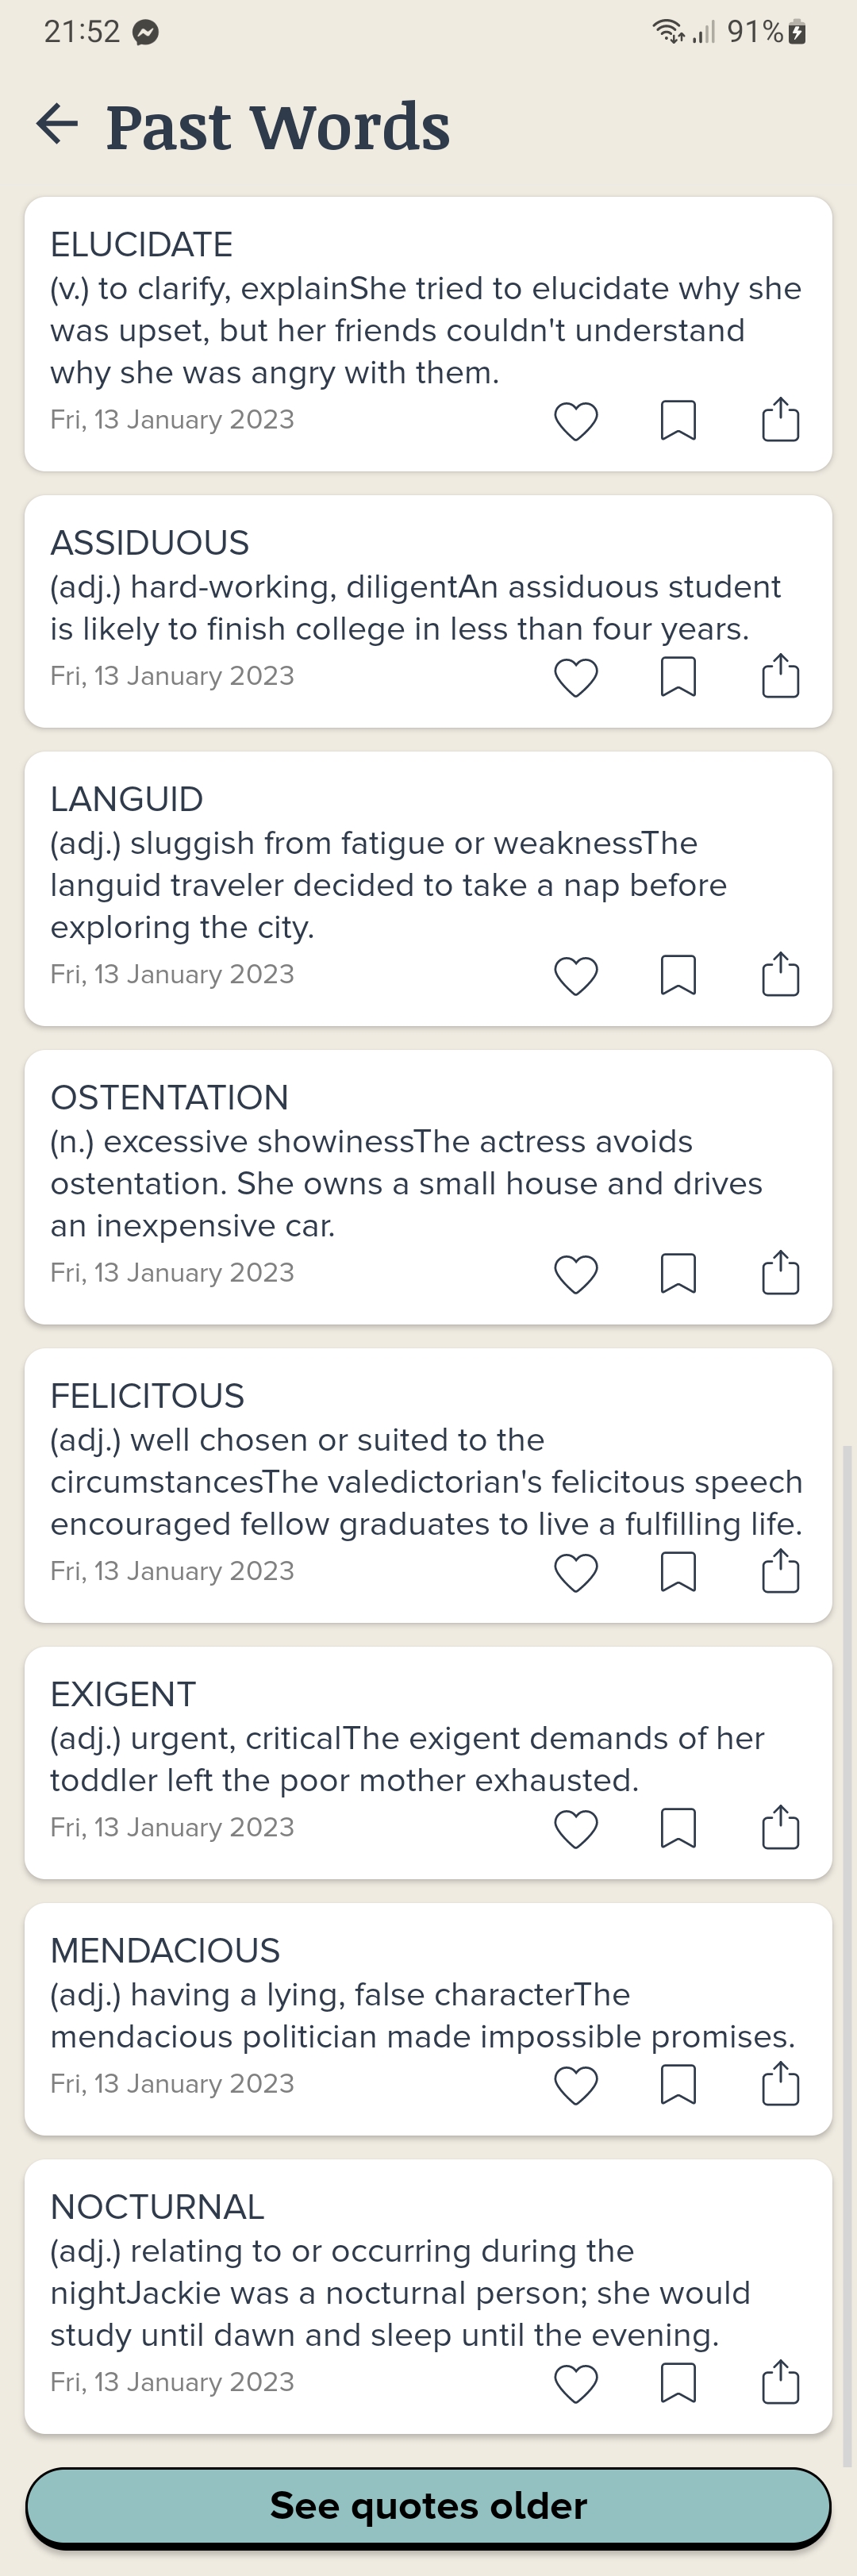 21:52
91%
Past Words
ELUCIDATE
(v.) to clarify, explainShe tried to elucidate why she
was upset, but her friends couldn't understand
why she was angry with them.
Fri, 13 January 2023
ASSIDUOUS
(adj.) hard-working, diligentAn assiduous student
is likely to finish college in less than four years.
Fri, 13 January 2023
LANGUID
(adj.) sluggish from fatigue or weaknessThe
languid traveler decided to take a nap before
exploring the city.
Fri, 13 January 2023
OSTENTATION
(n.) excessive showinessThe actress avoids
ostentation. She owns a small house and drives
an inexpensive car.
Fri, 13 January 2023
FELICITOUS
(adj.) well chosen or suited to the
circumstancesThe valedictorian's felicitous speech
encouraged fellow graduates to live a fulfilling life.
Fri, 13 January 2023
EXIGENT
(adj.) urgent, criticalThe exigent demands of her
toddler left the poor mother exhausted.
Fri, 13 January 2023
MENDACIOUS
(adj.) having a lying, false characterThe
mendacious politician made impossible promises.
Fri, 13 January 2023
NOCTURNAL
(adj.) relating to or occurring during the
nightJackie was a nocturnal person; she would
study until dawn and sleep until the evening.
Fri, 13 January 2023
See quotes older